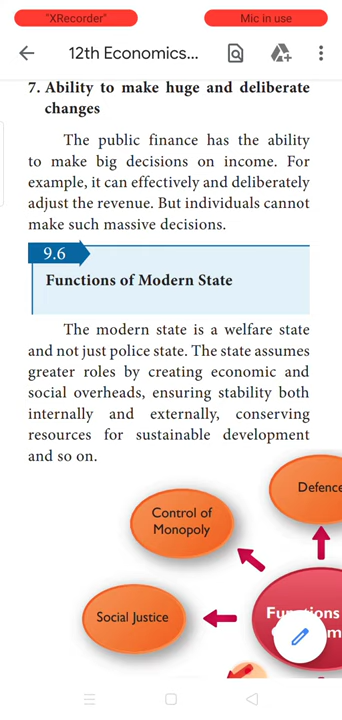 "XRecorder"
Mic in use
12th Economics...
7. Ability to make huge and deliberate
changes
The public finance has the ability
to make big decisions on income. For
example, it can effectively and deliberately
adjust the revenue. But individuals cannot
make such massive decisions.
9.6
Functions of Modern State
The modern state is a welfare state
and not just police state. The state assumes
greater roles by creating economic and
social overheads, ensuring stability both
internally and externally, conserving
resources for sustainable development
and so on.
Defence
Control of
Monopoly
Social Justice